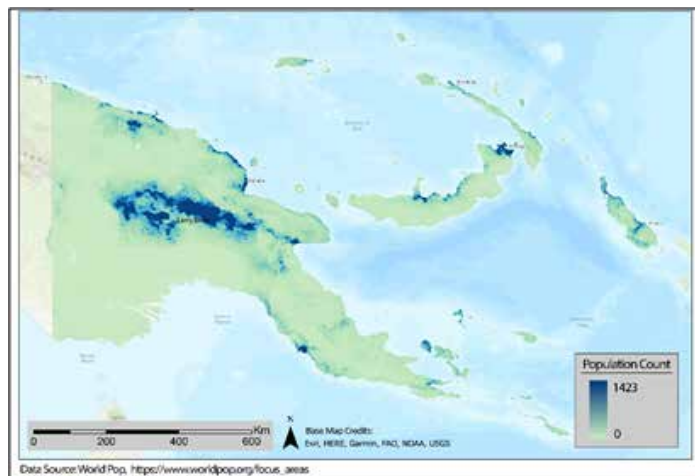 Population Count
1423
0
Km
0 200 400 600
N
Base Map Credits:
Esri, HERE, Garmin, FAO, NOAA, USGS
Data Source: World Pop, https://www.worldpop.org/focus_areas